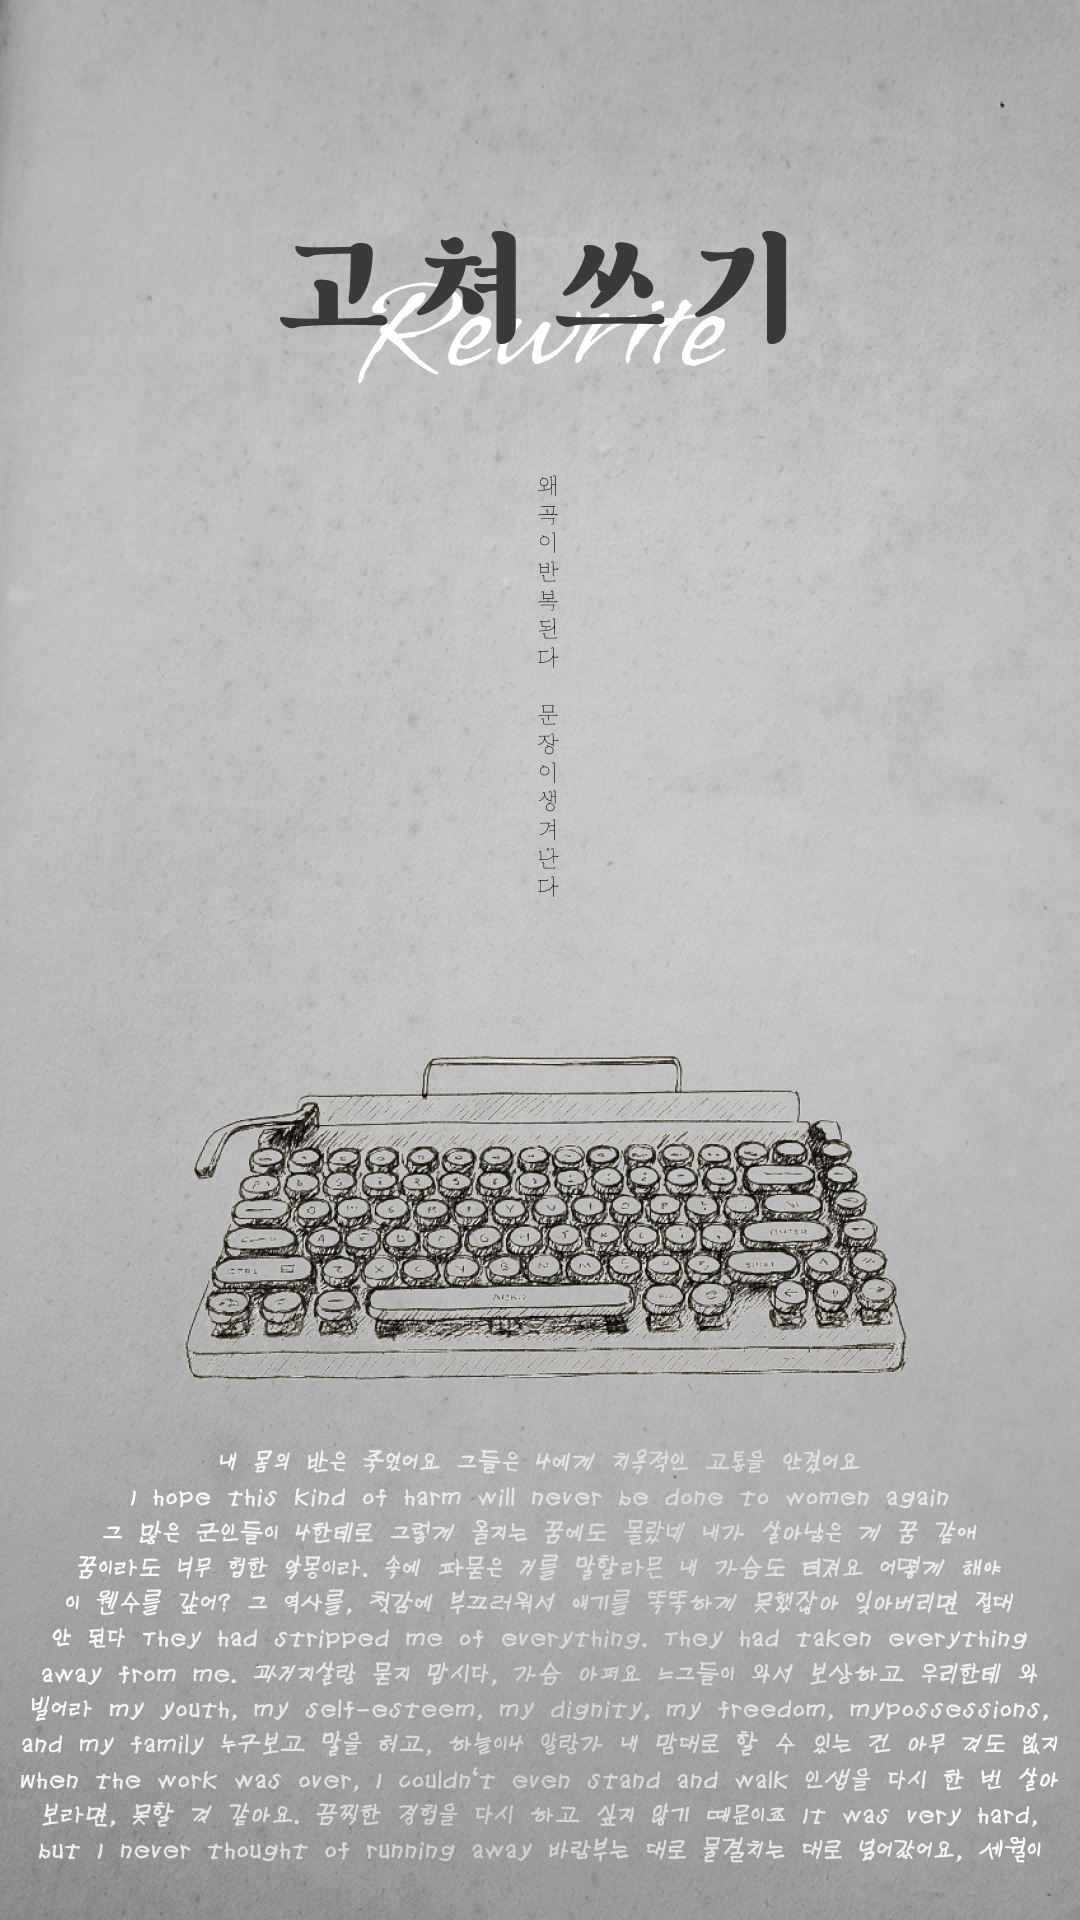 고쳐쓰기
Rewrite
왜곡이반복된다 문장이생겨난다
내 몸의 반은 죽었어요 그들은 나에게 치욕적인 고통을 안겼어요
I hope this kind of harm will never be done to women again
그 많은 군인들이 나한테로 그렇게 올지는 꿈에도 몰랐네 내가 살아남은 게 꿈 같애
꿈이라도 너무 험한 악몽이라. 속에 파묻은 거를 말할라믄 내 가슴도 터져요 어떻게 해야
이 웬수를 갚어? 그 역사를, 첫감에 부끄러워서 얘기를 똑똑하게 못했잖아 잊아버리면 절대
안 된다 They had stripped me of everything. They had taken everything
away from me. 과거지살랑 묻지 맙시다, 가슴 아퍼요 느그들이 와서 보상하고 우리한테 와
빌어라 my youth, my self-esteem, my dignity, my freedom, mypossessions,
and my family 누구보고 말을 허고, 하늘이나 알랑가 내 맘대로 할 수 있는 건 아무 것도 없지
When the work was over, I couldn't even stand and walk 인생을 다시 한 번 살아
보라면, 못할 것 같아요. 끔찍한 경험을 다시 하고 싶지 않기 때문이죠 It was very hard,
but I never thought of running away 바람부는 대로 물결치는 대로 넘어갔어요, 세월이